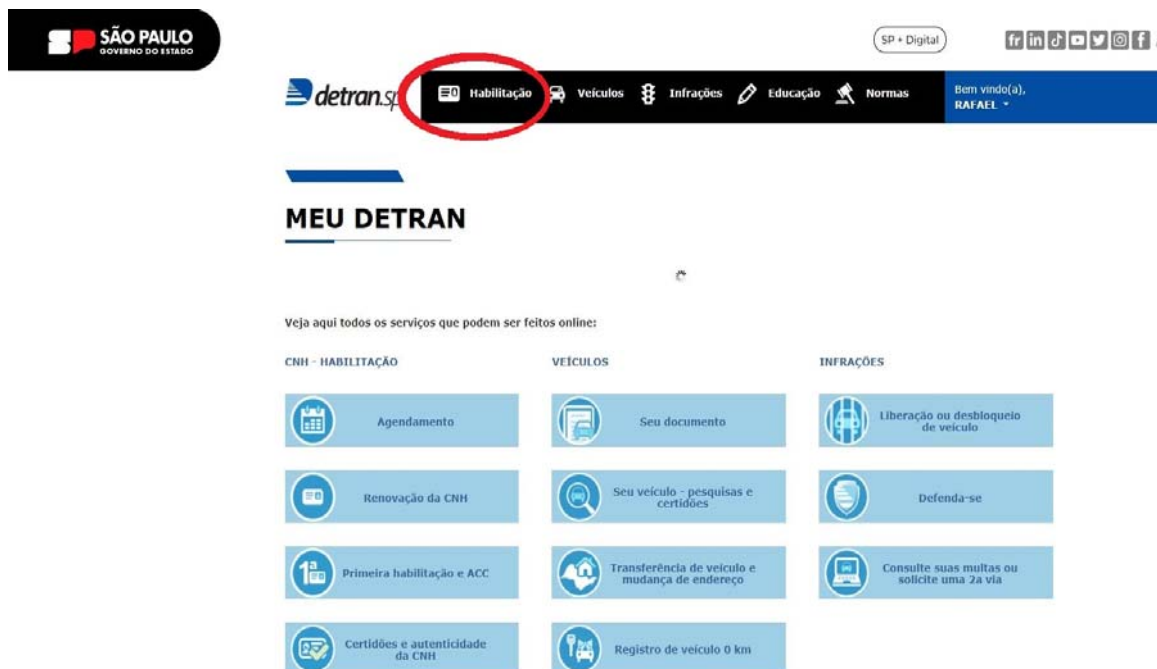 SÃO PAULO
GOVERNO DO ESTADO
SP + Digital
detran.sp
Habilitação
Veículos
Infrações
Educação
Normas
Bem vindo(a),
RAFAEL
MEU DETRAN
Veja aqui todos os serviços que podem ser feitos online:
CNH - HABILITAÇÃO
VEÍCULOS
INFRAÇÕES
Agendamento
Seu documento
Liberação ou desbloqueio
de veículo
Renovação da CNH
Seu veículo - pesquisas e
certidões
Defenda-se
Primeira habilitação e ACC
Transferência de veículo e
mudança de endereço
Consulte suas multas ou
solicite uma 2a via
Certidões e autenticidade
da CNH
Registro de veículo 0 km